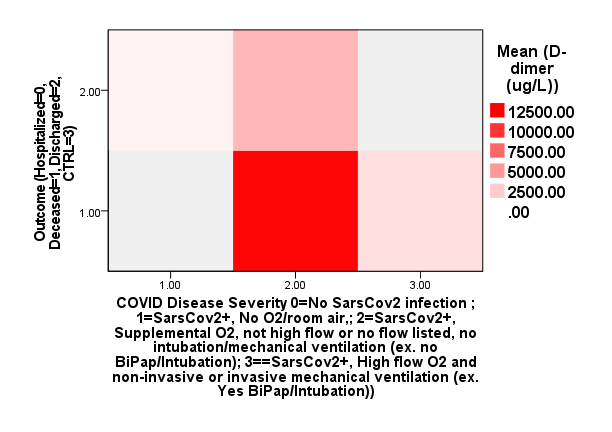 Mean (D-
dimer
(ug/L))
12500.00
10000.00
7500.00
5000.00
2500.00
.00
Outcome (Hospitalized=0,
Deceased=1, Discharged=2,
CTRL=3)
2.00
1.00
1.00 2.00 3.00
COVID Disease Severity 0=No SarsCov2 infection ;
1=SarsCov2+, No O2/room air,; 2=SarsCov2+,
Supplemental O2, not high flow or no flow listed, no
intubation/mechanical ventilation (ex. no
BiPap/Intubation); 3==SarsCov2+, High flow O2 and
non-invasive or invasive mechanical ventilation (ex.
Yes BiPap/Intubation))